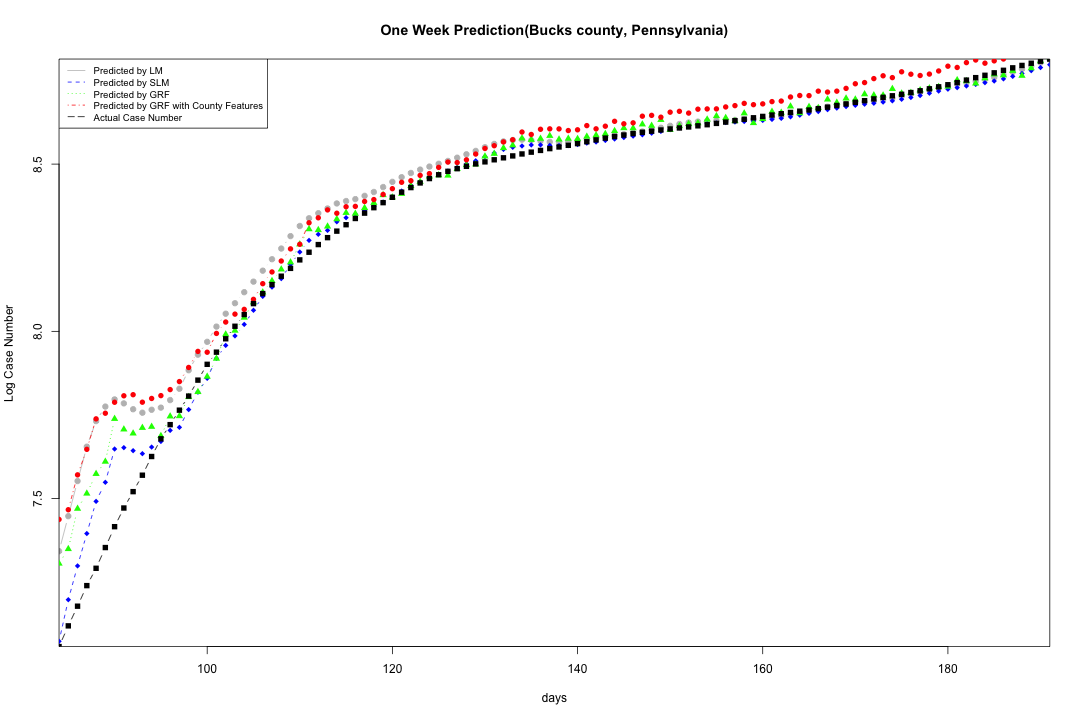 One Week Prediction(Bucks county, Pennsylvania)
Predicted by LM
Predicted by SLM
Predicted by GRF
Predicted by GRF with County Features
Actual Case Number
Log Case Number
8.5
8.0
7.5
100 120 140 160 180
days